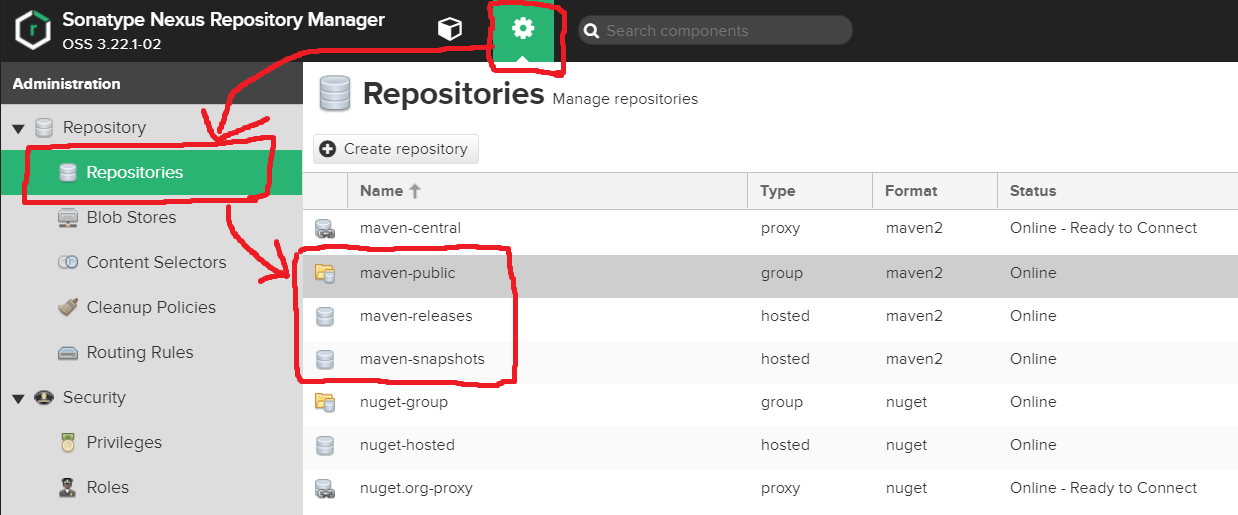 Sonatype Nexus Repository Manager
OSS 3.22.1-02
Search components
Administration
Repository
Repositories
Blob Stores
Content Selectors
Cleanup Policies
Routing Rules
Security
Privileges
Roles
Repositories Manage repositories
Create repository
Name Type Format Status
maven-central proxy maven2 Online - Ready to Connect
maven-public group maven2 Online
maven-releases hosted maven2 Online
maven-snapshots hosted maven2 Online
nuget-group group nuget Online
nuget-hosted hosted nuget Online
nuget.org-proxy proxy nuget Online - Ready to Connect